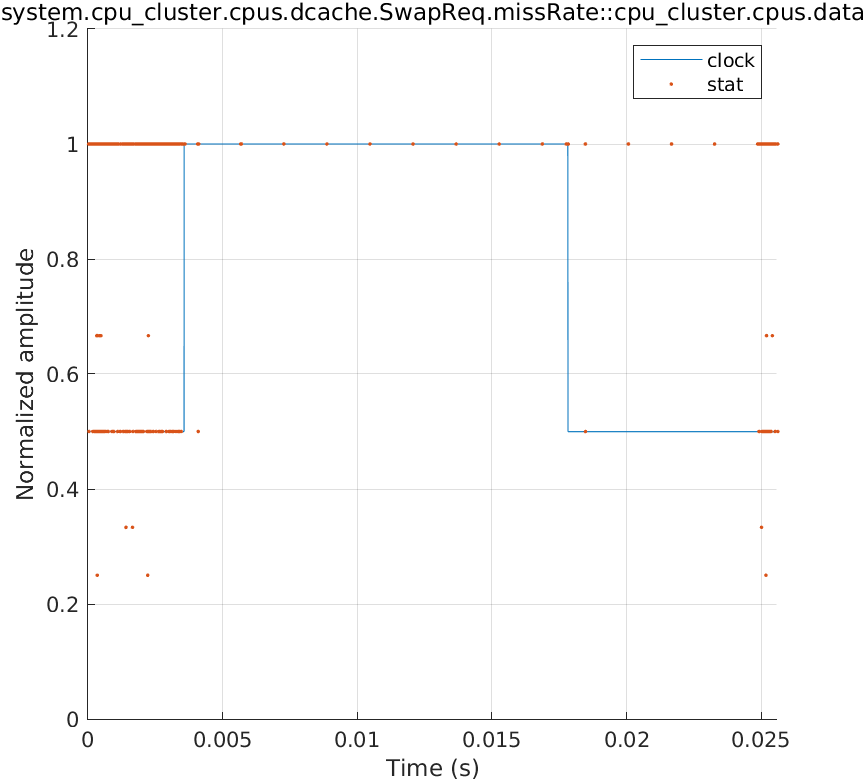 system.cpu_cluster.cpus.dcache.SwapReq.missRate::cpu_cluster.cpus.data
1.2
clock
stat
1
0.8
Normalized amplitude
0.6
0.4
0.2
0
0 0.005 0.01 0.015 0.02 0.025
Time (s)